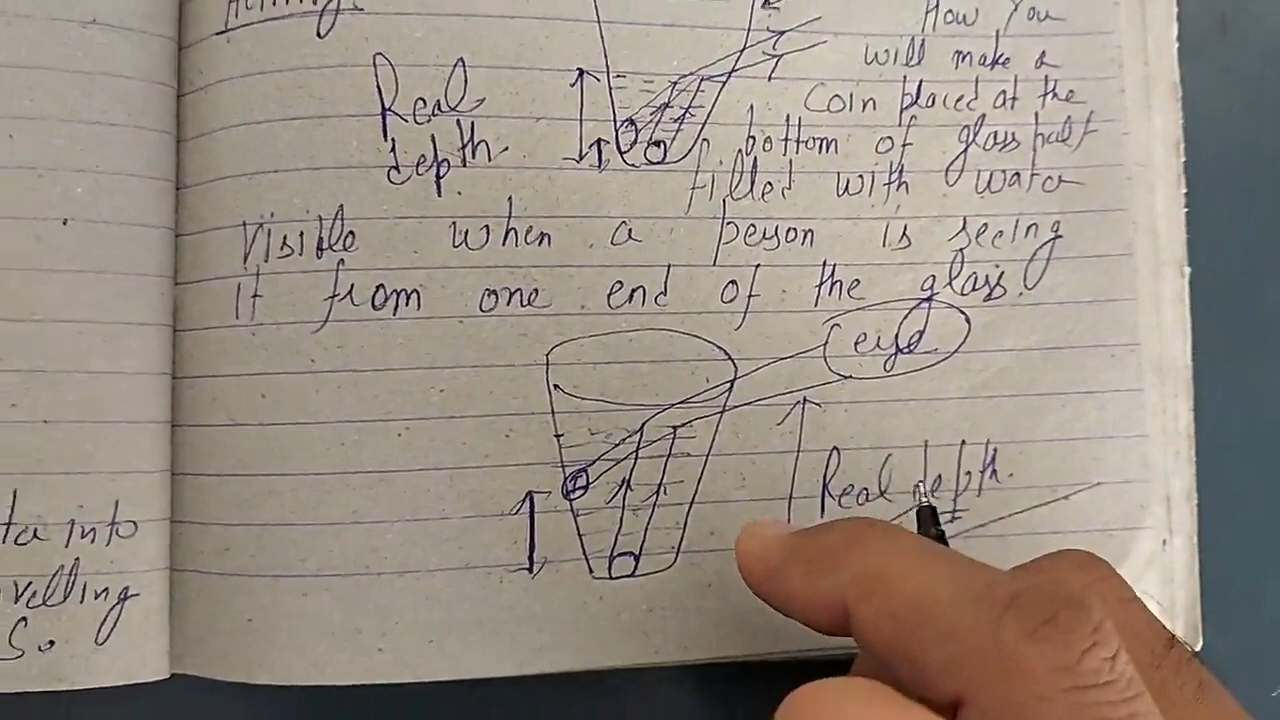 Activity:
How You
will make a
Real depth.
coin placed at the
bottom of glass half
filled with water
visible when a person is seeing
it from one end of the glass.
eye
Real depth.
into
velling
So